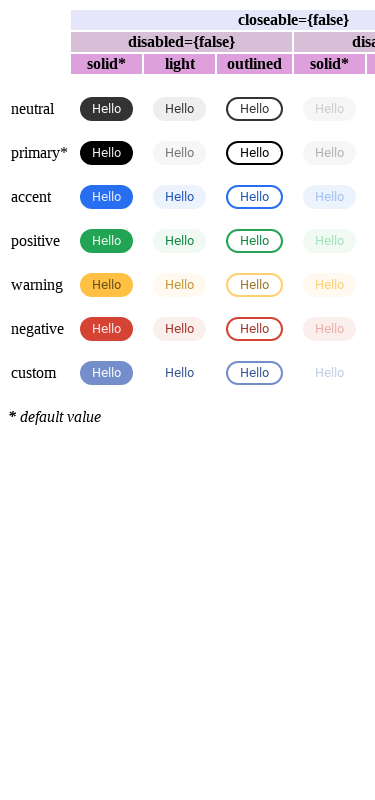 closeable={false}
disabled={false} disa
solid* light outlined solid*
neutral Hello Hello Hello Hello
primary* Hello Hello Hello Hello
accent Hello Hello Hello Hello
positive Hello Hello Hello Hello
warning Hello Hello Hello Hello
negative Hello Hello Hello Hello
custom Hello Hello Hello Hello
* default value